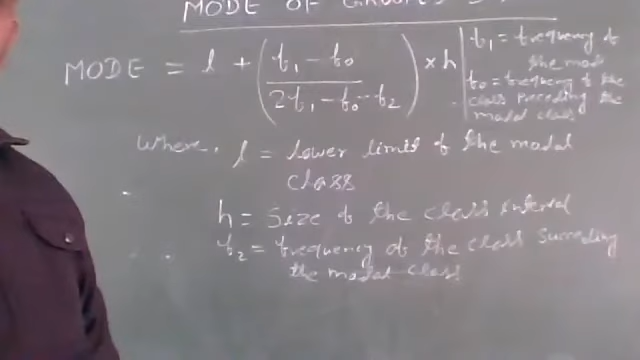 MODE OF GROUPED
MODE = l + ( f₁ - f₀ / 2f₁ - f₀ - f₂ ) × h
f₁ = frequency of
the mod
f₀ = frequency of the
class preceding the
modal class
where, l = lower limit of the modal
class
h = size of the class interval
f₂ = frequency of the class succeeding
the modal class